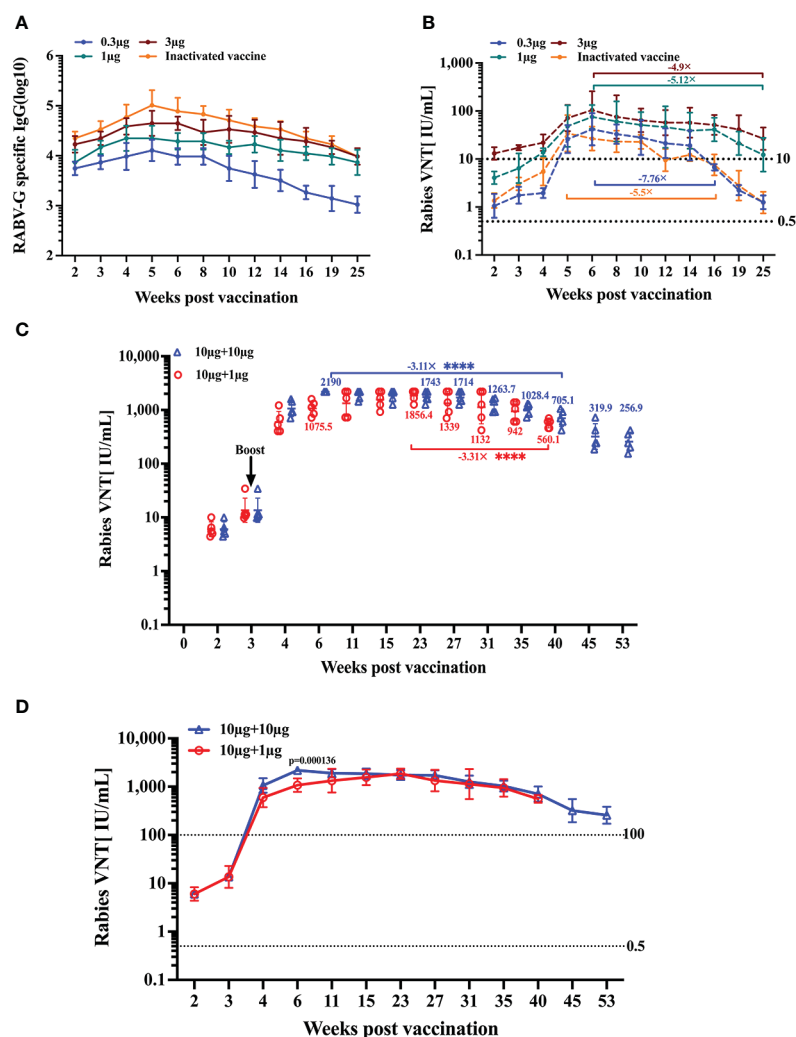 A
0.3μg
3μg
1μg
Inactivated vaccine
RABV-G specific IgG(log10)
6
5
4
3
2
2 3 4 5 6 8 10 12 14 16 19 25
Weeks post vaccination
B
0.3μg
3μg
1μg
Inactivated vaccine
Rabies VNT[ IU/mL]
1,000
100
10
1
0.1
-4.9×
-5.12×
10
-7.76×
-5.5×
0.5
2 3 4 5 6 8 10 12 14 16 19 25
Weeks post vaccination
C
10μg+10μg
10μg+1μg
Rabies VNT[ IU/mL]
10,000
1,000
100
10
1
0.1
-3.11× ****
2190
1743
1714
1263.7
1028.4
705.1
319.9
256.9
1075.5
1856.4
1339
1132
942
560.1
-3.31× ****
Boost
0 2 3 4 6 11 15 23 27 31 35 40 45 53
Weeks post vaccination
D
10μg+10μg
10μg+1μg
Rabies VNT[ IU/mL]
10,000
1,000
100
10
1
0.1
p=0.000136
100
0.5
2 3 4 6 11 15 23 27 31 35 40 45 53
Weeks post vaccination